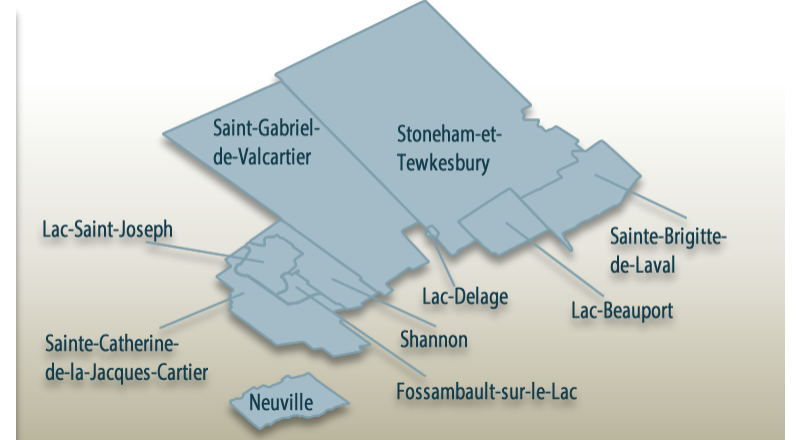 Saint-Gabriel-
de-Valcartier
Stoneham-et-
Tewkesbury
Lac-Saint-Joseph
Sainte-Brigitte-
de-Laval
Lac-Delage
Lac-Beauport
Shannon
Sainte-Catherine-
de-la-Jacques-Cartier
Fossambault-sur-le-Lac
Neuville